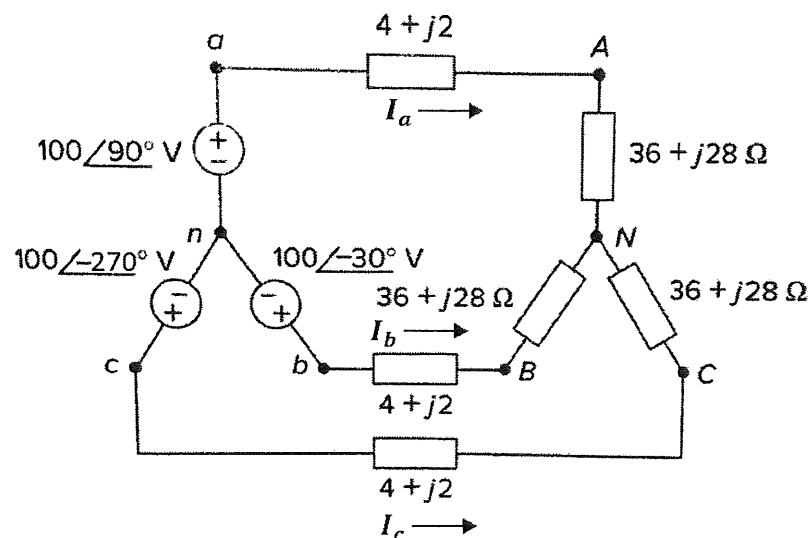 4 + j2
a
A
I_a
+
−
100∠90° V
36 + j28 Ω
n
N
100∠−270° V
100∠−30° V
−
+
−
+
36 + j28 Ω
36 + j28 Ω
I_b
c
b
B
C
4 + j2
4 + j2
I_c